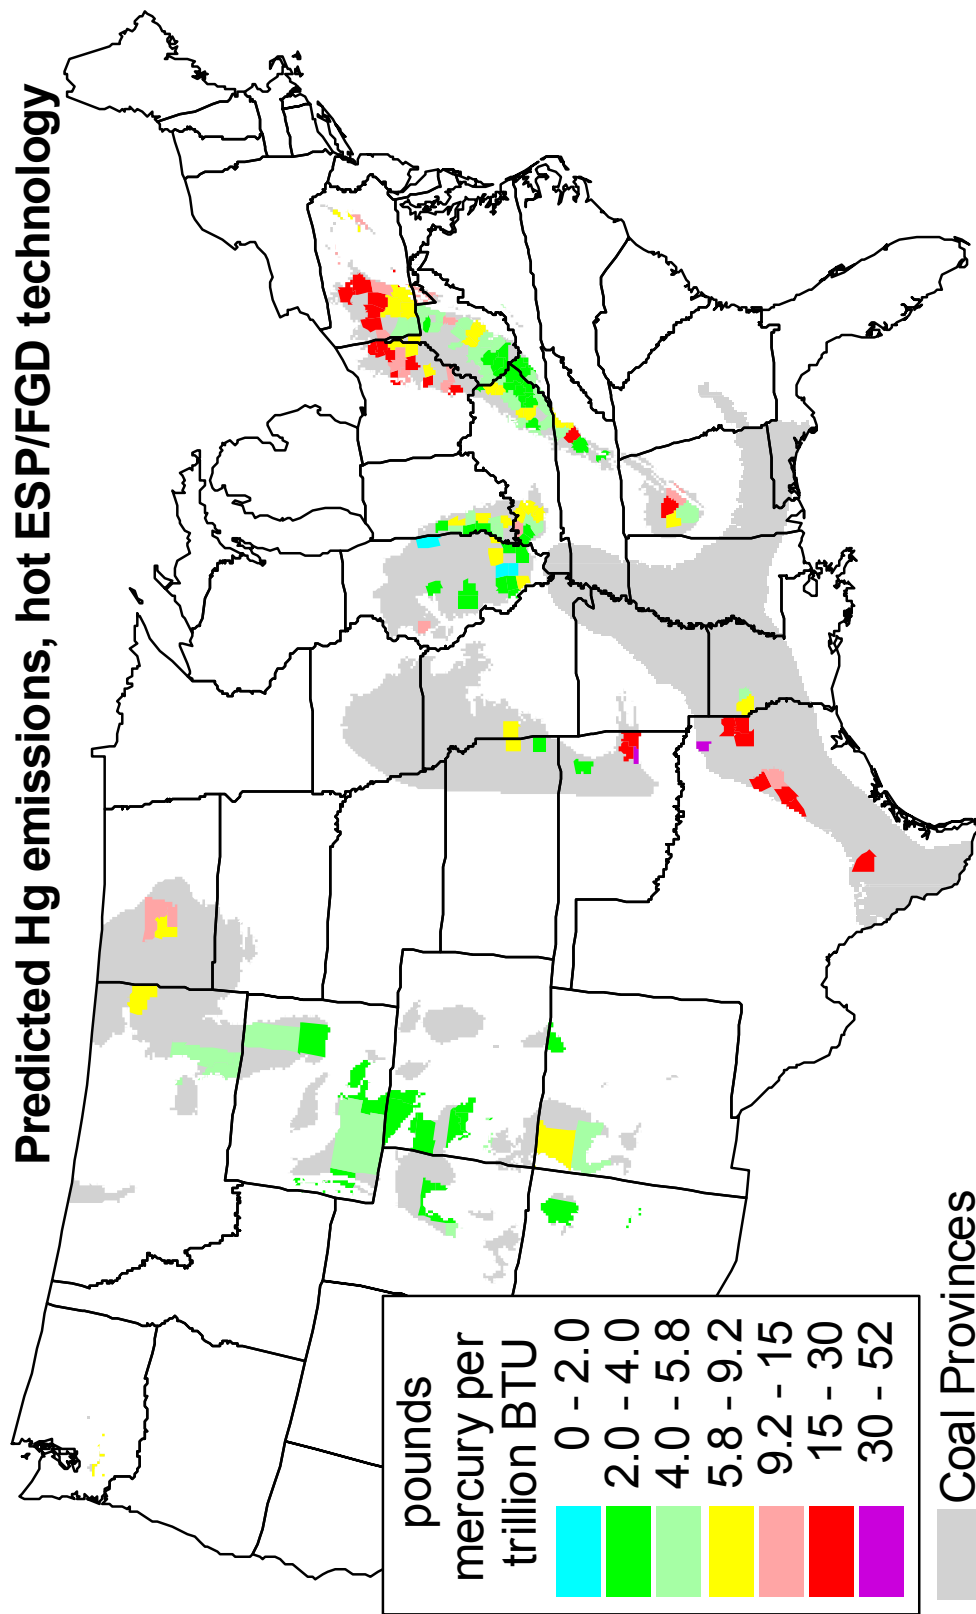 Predicted Hg emissions, hot ESP/FGD technology
pounds
mercury per
trillion BTU
0 - 2.0
2.0 - 4.0
4.0 - 5.8
5.8 - 9.2
9.2 - 15
15 - 30
30 - 52
Coal Provinces